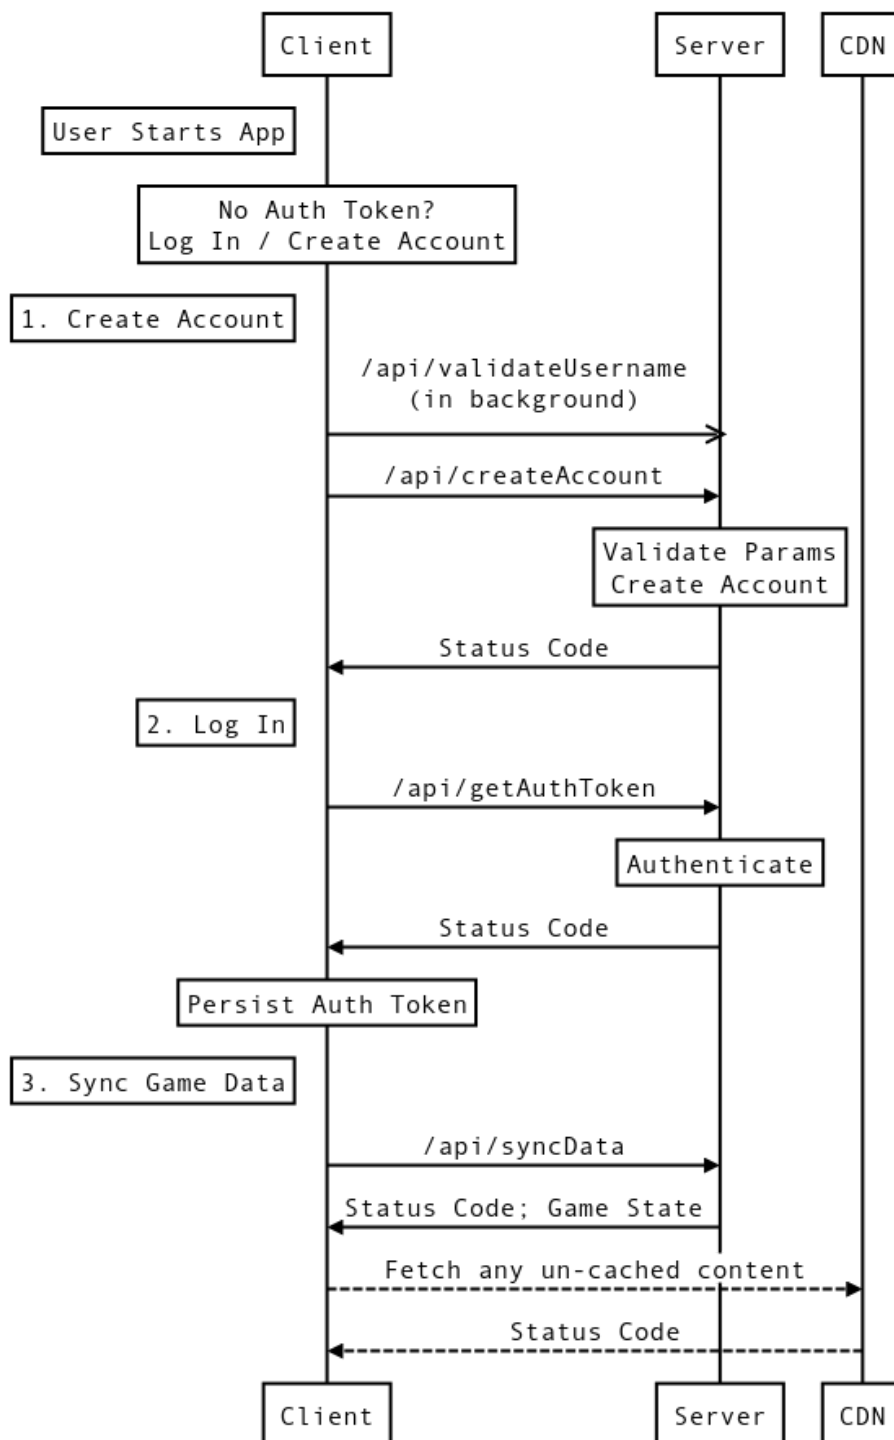 Client
Server
CDN
User Starts App
No Auth Token?
Log In / Create Account
1. Create Account
/api/validateUsername
(in background)
/api/createAccount
Validate Params
Create Account
Status Code
2. Log In
/api/getAuthToken
Authenticate
Status Code
Persist Auth Token
3. Sync Game Data
/api/syncData
Status Code; Game State
Fetch any un-cached content
Status Code
Client
Server
CDN